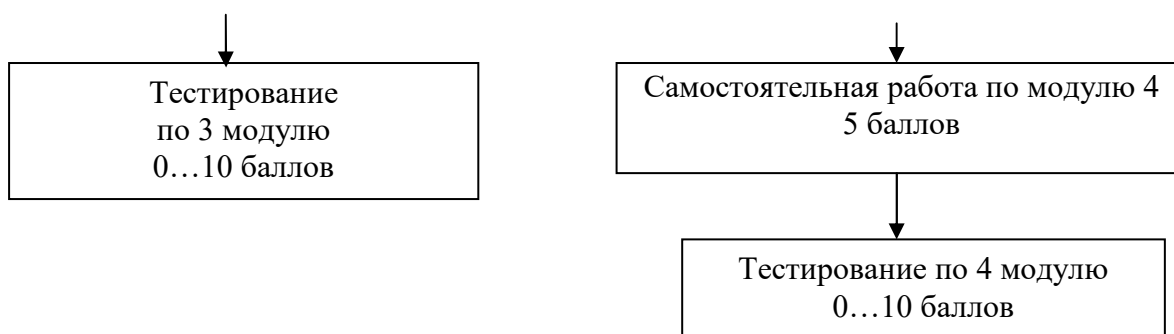 Тестирование
по 3 модулю
0…10 баллов
Самостоятельная работа по модулю 4
5 баллов
Тестирование по 4 модулю
0…10 баллов